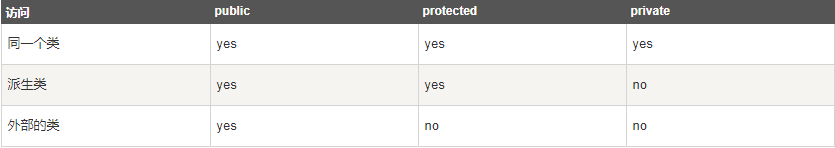 访问 public protected private
同一个类 yes yes yes
派生类 yes yes no
外部的类 yes no no